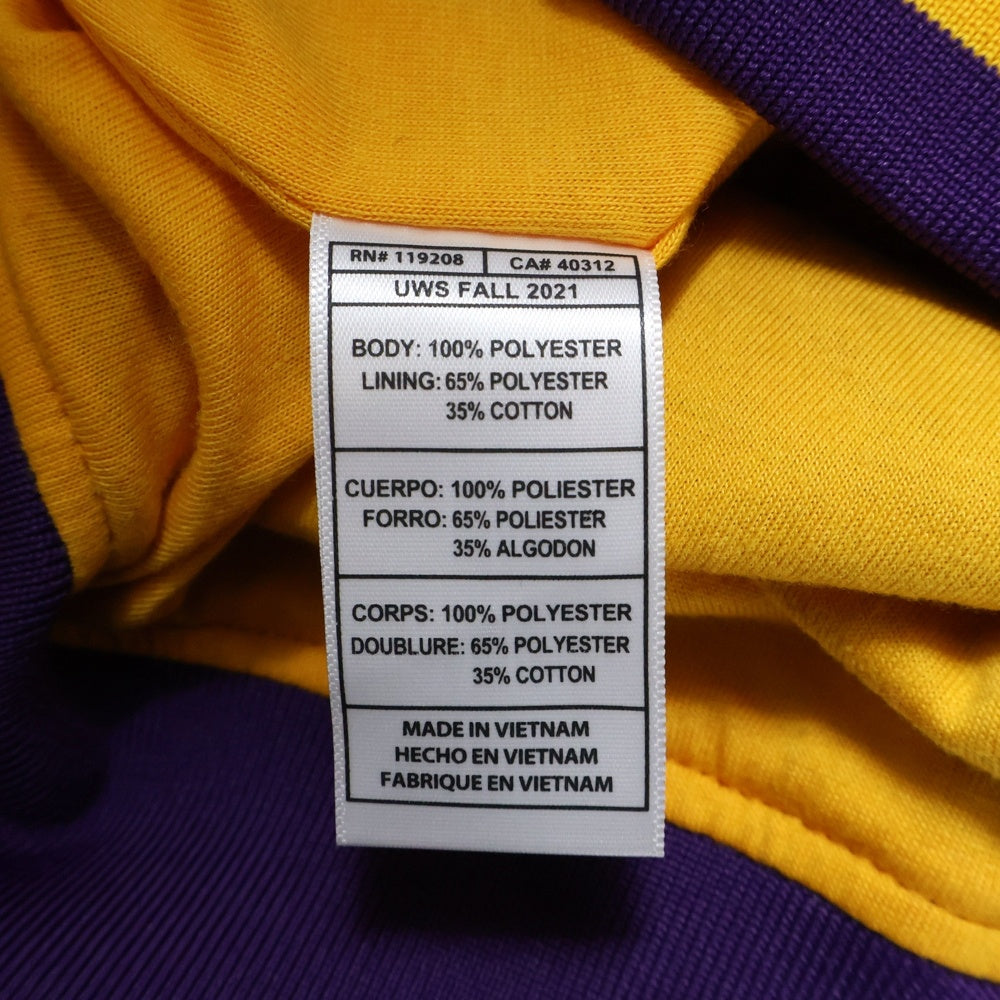 RN# 119208 CA# 40312
UWS FALL 2021
BODY: 100% POLYESTER
LINING: 65% POLYESTER
35% COTTON
CUERPO: 100% POLIESTER
FORRO: 65% POLIESTER
35% ALGODON
CORPS: 100% POLYESTER
DOUBLURE: 65% POLYESTER
35% COTTON
MADE IN VIETNAM
HECHO EN VIETNAM
FABRIQUE EN VIETNAM